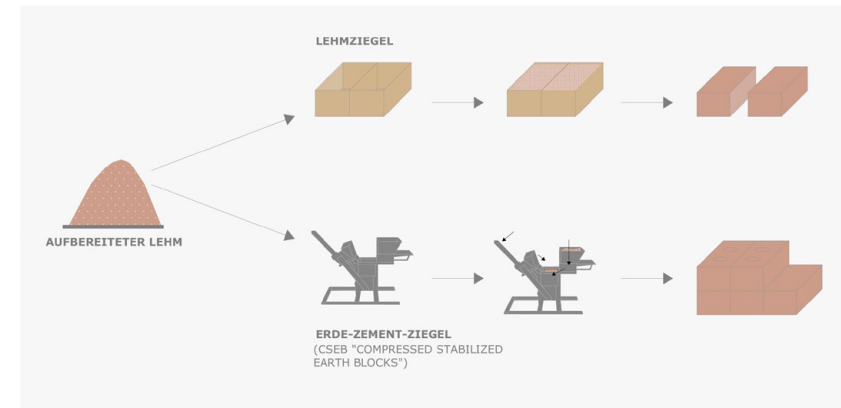 LEHMZIEGEL
AUFBEREITETER LEHM
ERDE-ZEMENT-ZIEGEL
(CSEB "COMPRESSED STABILIZED
EARTH BLOCKS")